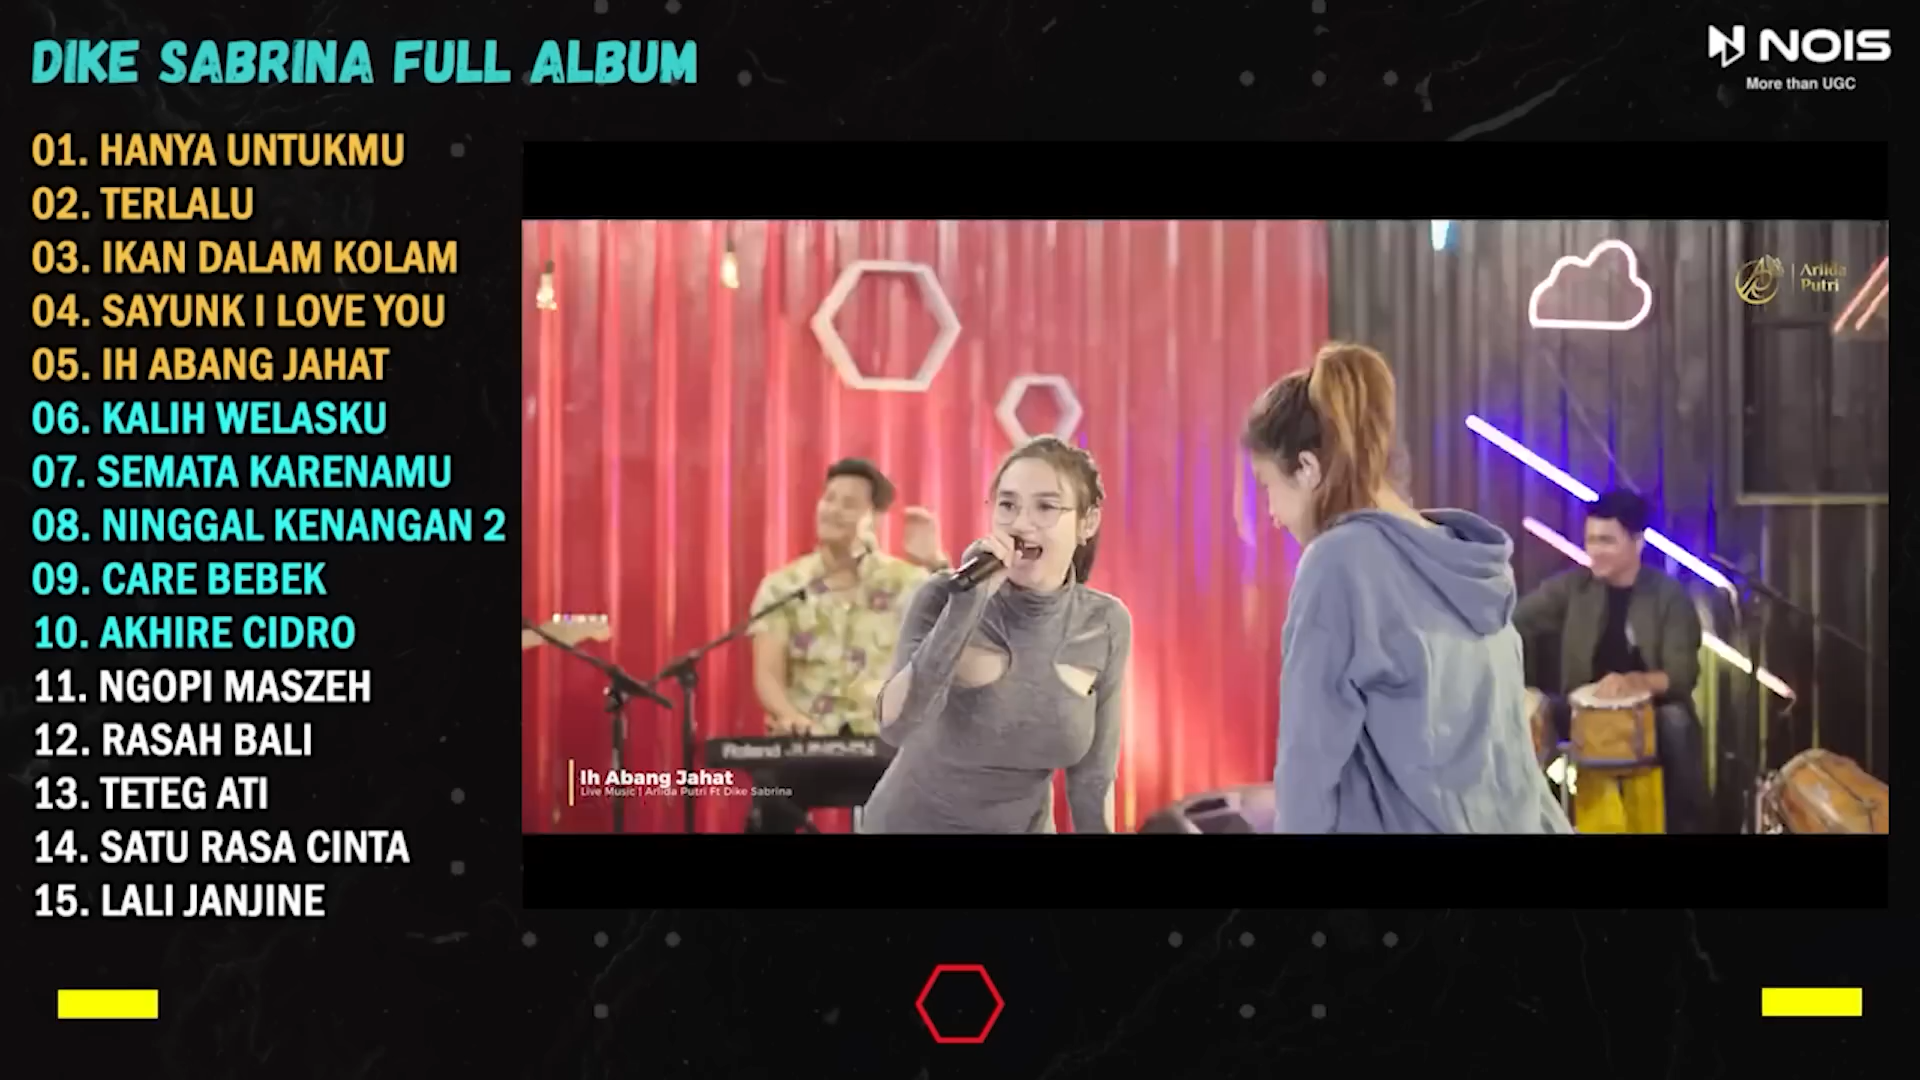 DIKE SABRINA FULL ALBUM
NOIS
More than UGC
01. HANYA UNTUKMU
02. TERLALU
03. IKAN DALAM KOLAM
04. SAYUNK I LOVE YOU
05. IH ABANG JAHAT
06. KALIH WELASKU
07. SEMATA KARENAMU
08. NINGGAL KENANGAN 2
09. CARE BEBEK
10. AKHIRE CIDRO
11. NGOPI MASZEH
12. RASAH BALI
13. TETEG ATI
14. SATU RASA CINTA
15. LALI JANJINE
Arlida
Putri
Roland
Ih Abang Jahat
Live Music | Arlida Putri Ft Dike Sabrina